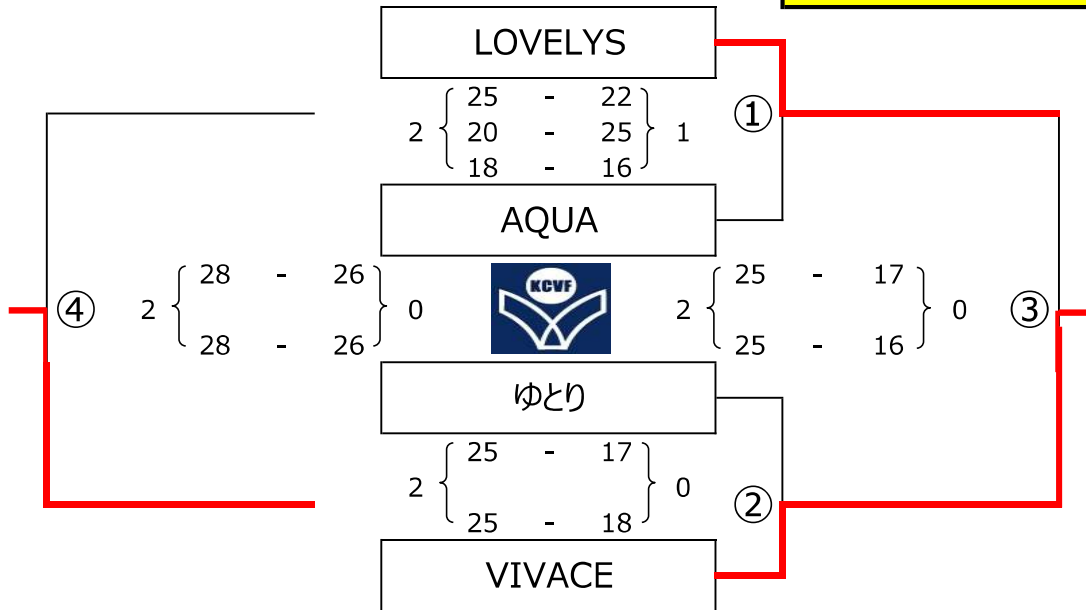 LOVELYS
25 - 22
2 20 - 25 1
18 - 16
①
AQUA
28 - 26
2 0
28 - 26
④
KCVF
25 - 17
2 0
25 - 16
③
ゆとり
25 - 17
2 0
25 - 18
②
VIVACE